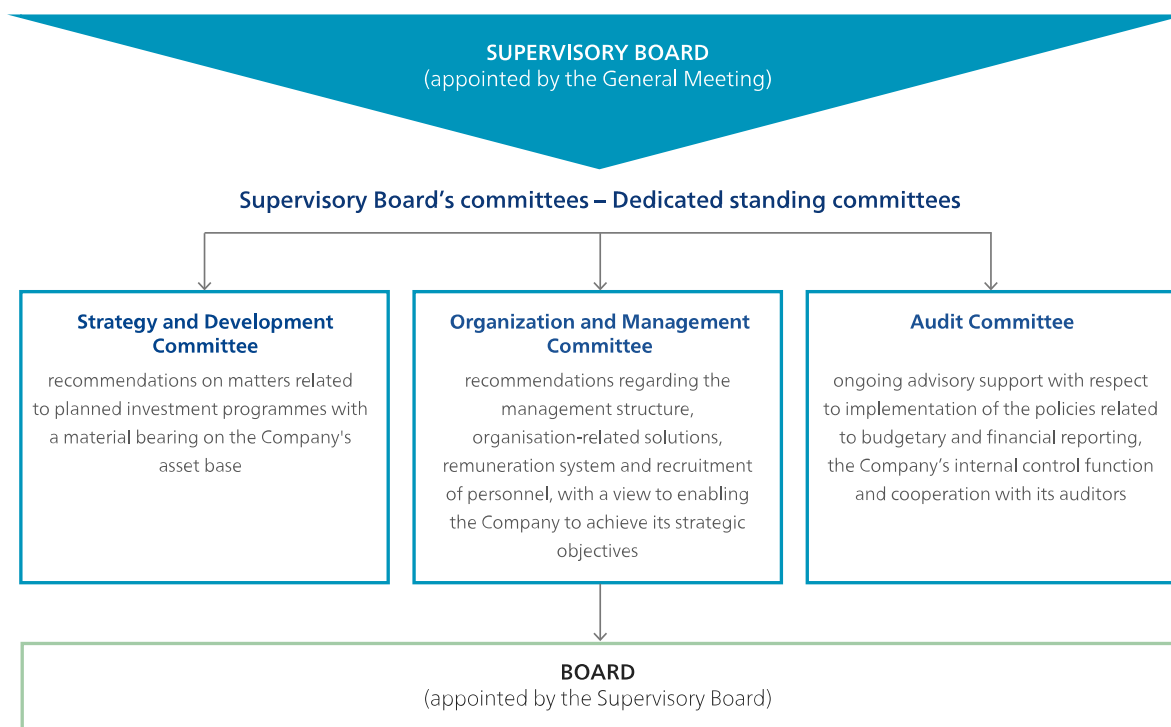 SUPERVISORY BOARD
(appointed by the General Meeting)
Supervisory Board's committees – Dedicated standing committees
Strategy and Development
Committee
recommendations on matters related
to planned investment programmes with
a material bearing on the Company's
asset base
Organization and Management
Committee
recommendations regarding the
management structure,
organisation-related solutions,
remuneration system and recruitment
of personnel, with a view to enabling
the Company to achieve its strategic
objectives
Audit Committee
ongoing advisory support with respect
to implementation of the policies related
to budgetary and financial reporting,
the Company's internal control function
and cooperation with its auditors
BOARD
(appointed by the Supervisory Board)